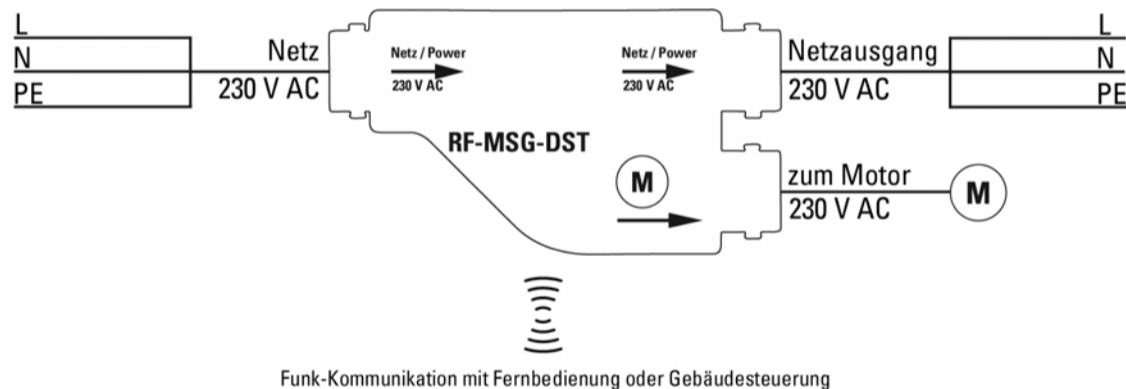 L
N
PE
Netz
230 V AC
Netz / Power
230 V AC
Netz / Power
230 V AC
RF-MSG-DST
M
Netzausgang
230 V AC
L
N
PE
zum Motor
230 V AC
M
Funk-Kommunikation mit Fernbedienung oder Gebäudesteuerung